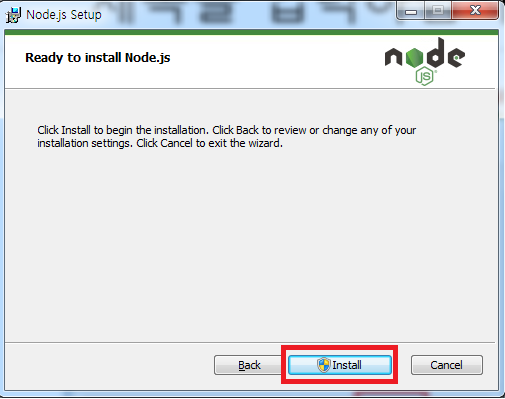 Node.js Setup
Ready to install Node.js
node
JS
Click Install to begin the installation. Click Back to review or change any of your
installation settings. Click Cancel to exit the wizard.
Back
Install
Cancel